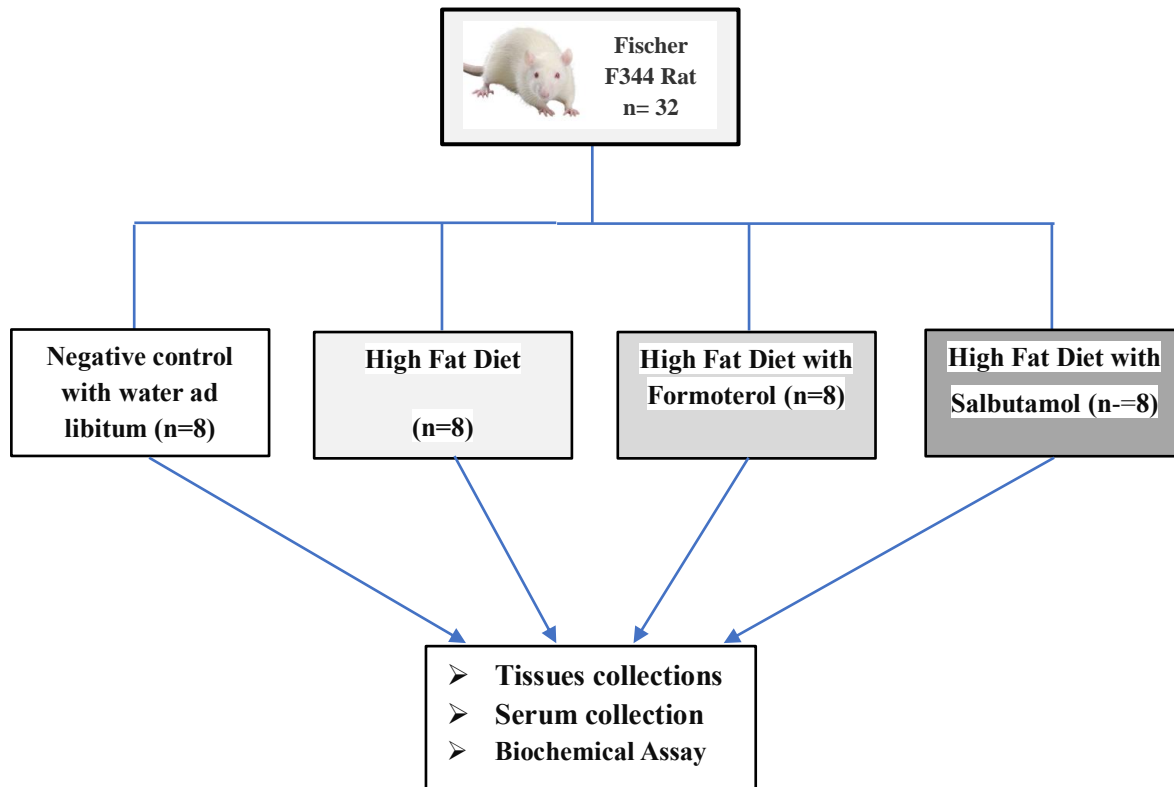 Fischer
F344 Rat
n= 32
Negative control
with water ad
libitum (n=8)
High Fat Diet
(n=8)
High Fat Diet with
Formoterol (n=8)
High Fat Diet with
Salbutamol (n-=8)
➢ Tissues collections
➢ Serum collection
➢ Biochemical Assay